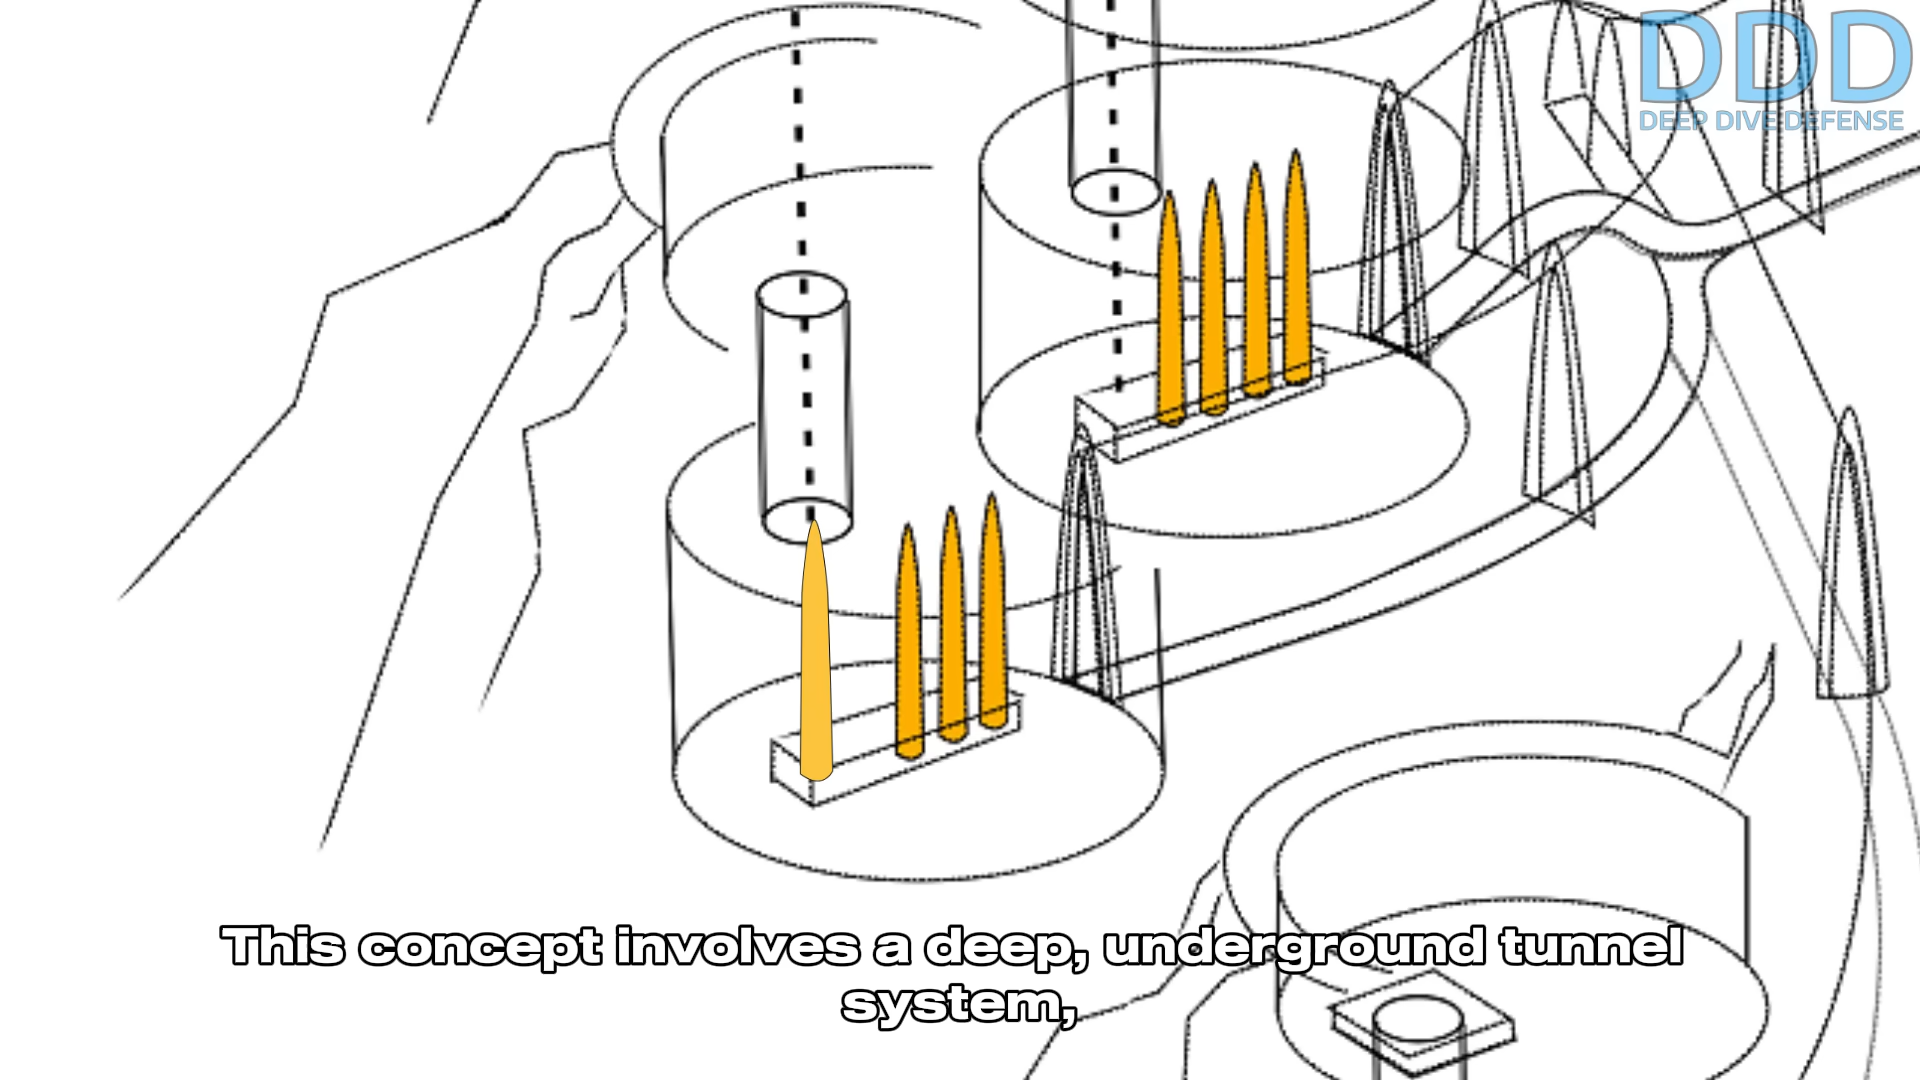 DDD
DEEP DIVE DEFENSE
This concept involves a deep, underground tunnel
system,